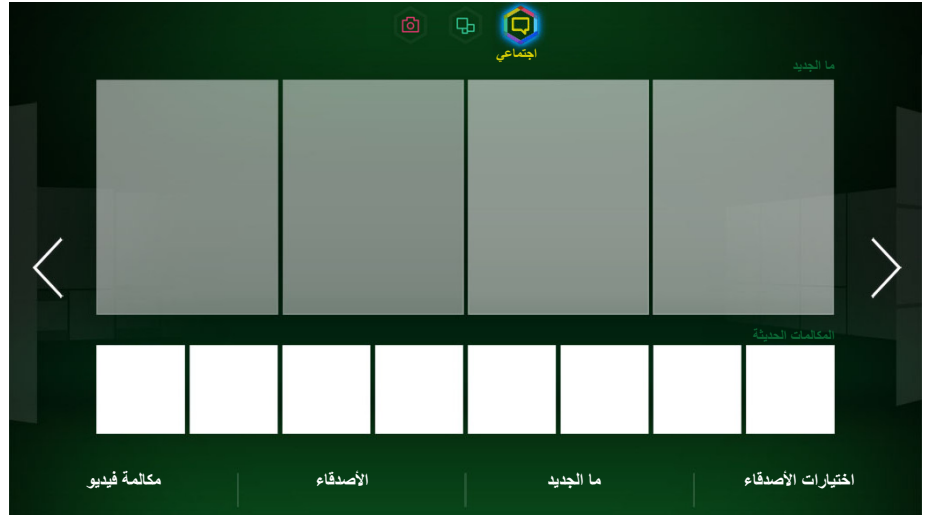 اجتماعي
ما الجديد
المكالمات الحديثة
اختيارات الأصدقاء
ما الجديد
الأصدقاء
مكالمة فيديو